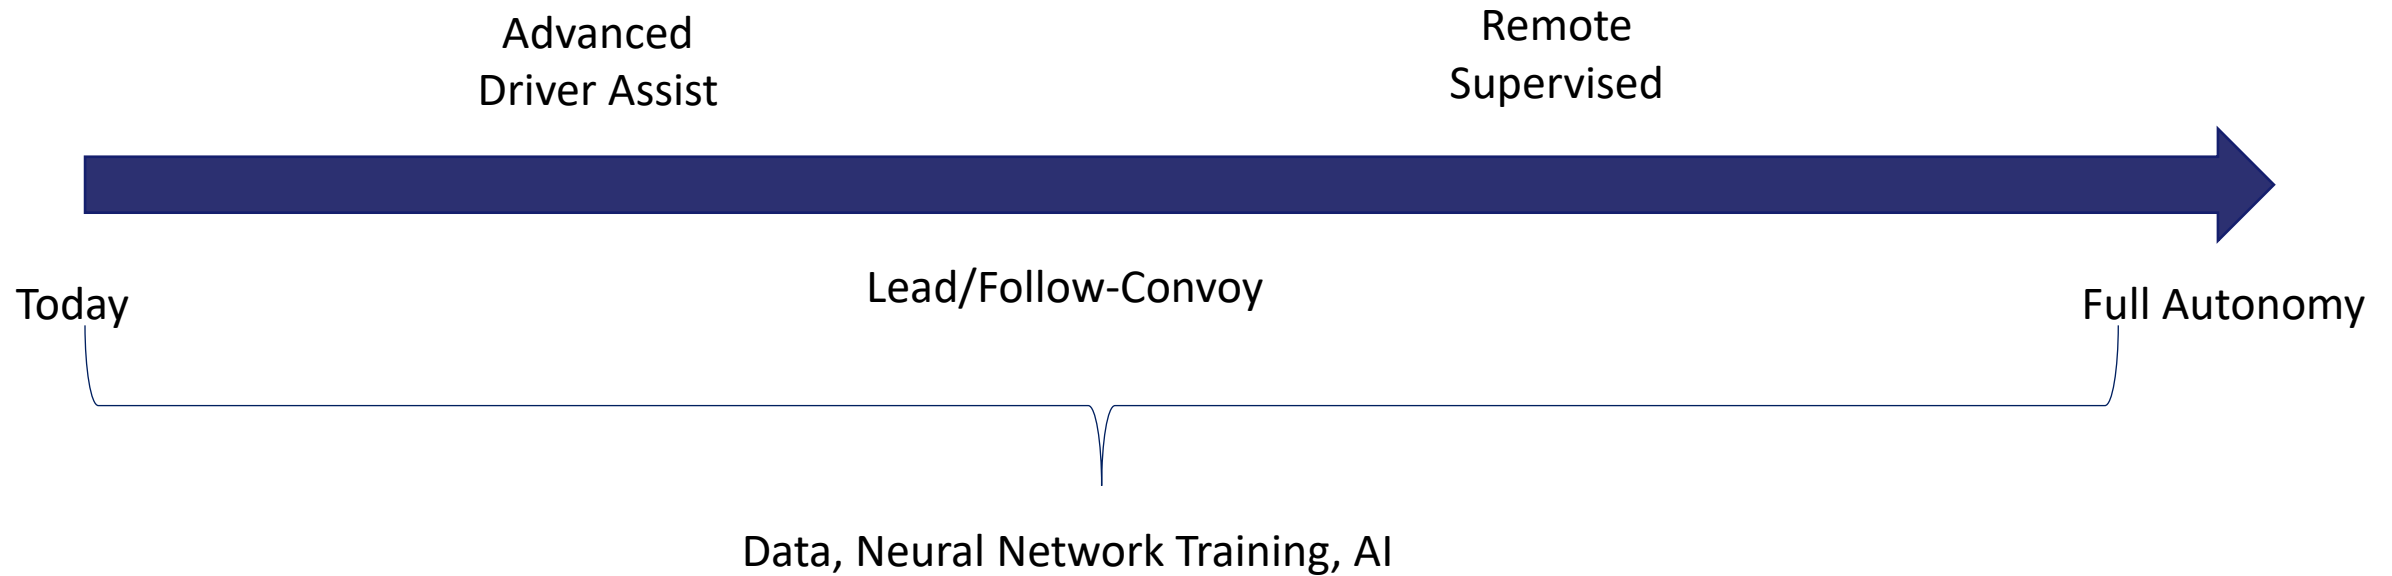 Advanced
Driver Assist
Remote
Supervised
Today
Lead/Follow-Convoy
Full Autonomy
Data, Neural Network Training, AI